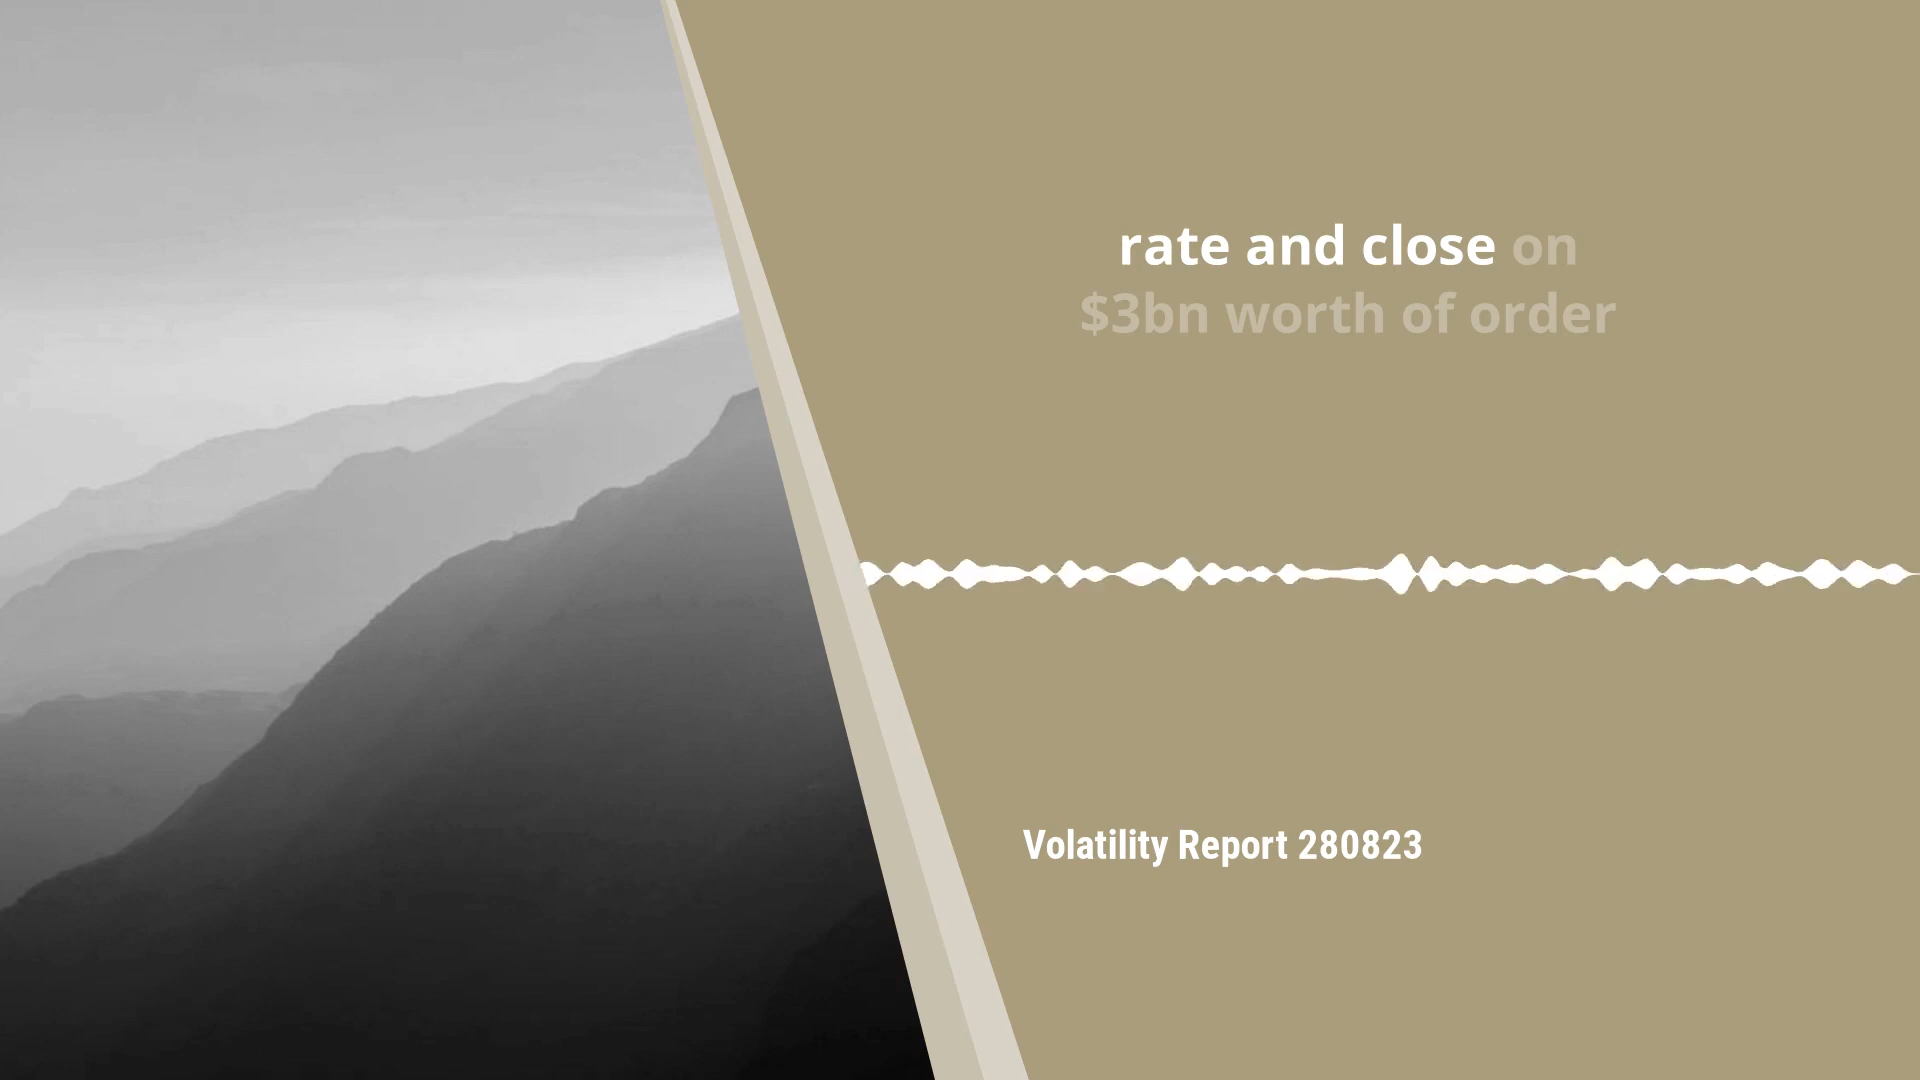 rate and close on
$3bn worth of order
Volatility Report 280823